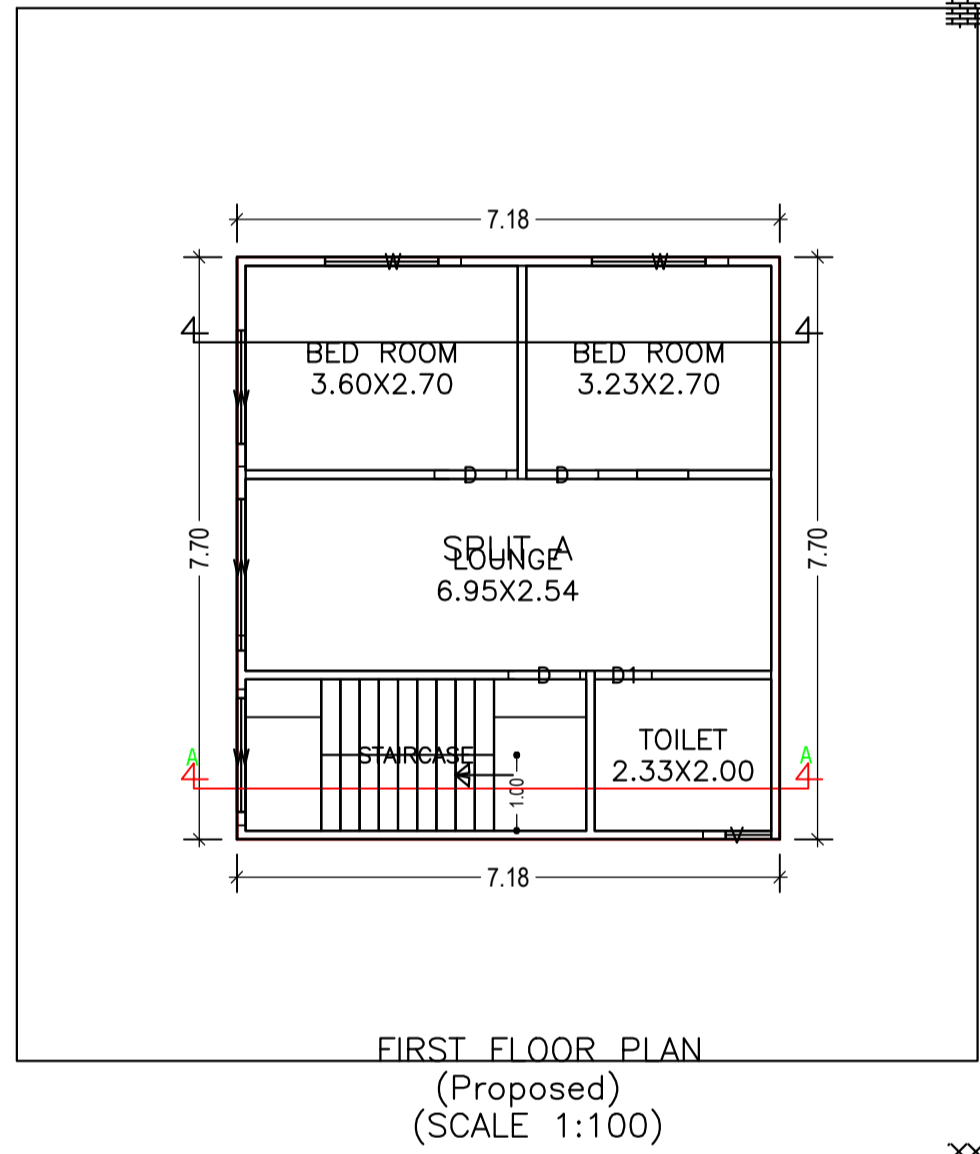 7.18
W W
BED ROOM
3.60X2.70
BED ROOM
3.23X2.70
W
D D
7.70
7.70
SPLIT A
LOUNGE
6.95X2.54
W
D D1
STAIRCASE
TOILET
2.33X2.00
W
A
A
1.00
V
7.18
FIRST FLOOR PLAN
(Proposed)
(SCALE 1:100)